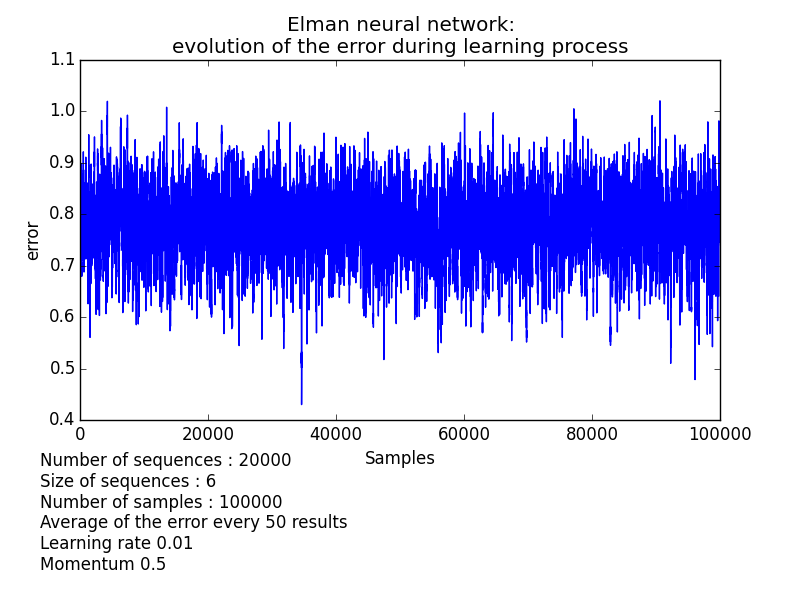 Elman neural network:
evolution of the error during learning process
1.1
1.0
0.9
0.8
0.7
0.6
0.5
0.4
error
0 20000 40000 60000 80000 100000
Samples
Number of sequences : 20000
Size of sequences : 6
Number of samples : 100000
Average of the error every 50 results
Learning rate 0.01
Momentum 0.5